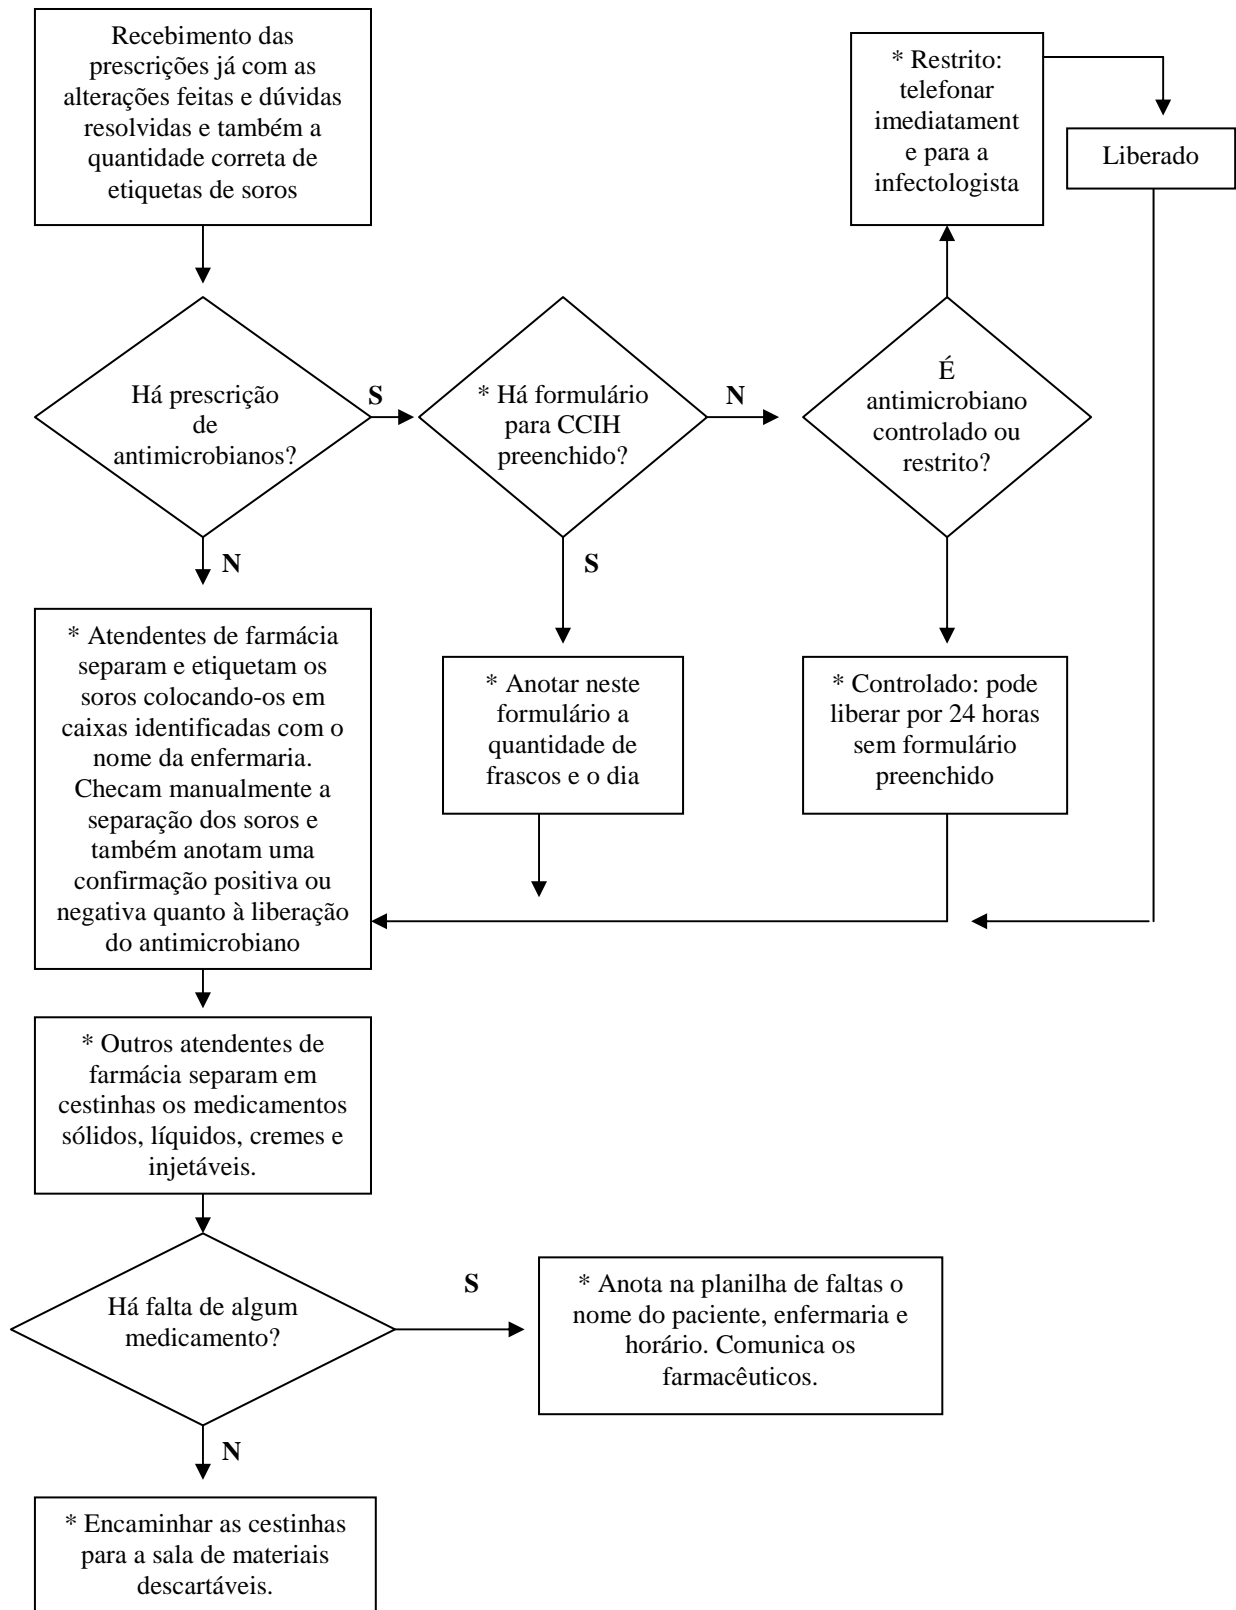 Recebimento das
prescrições já com as
alterações feitas e dúvidas
resolvidas e também a
quantidade correta de
etiquetas de soros
* Restrito:
telefonar
imediatament
e para a
infectologista
Liberado
Há prescrição
de
antimicrobianos?
S
* Há formulário
para CCIH
preenchido?
N
É
antimicrobiano
controlado ou
restrito?
N
S
* Atendentes de farmácia
separam e etiquetam os
soros colocando-os em
caixas identificadas com o
nome da enfermaria.
Checam manualmente a
separação dos soros e
também anotam uma
confirmação positiva ou
negativa quanto à liberação
do antimicrobiano
* Anotar neste
formulário a
quantidade de
frascos e o dia
* Controlado: pode
liberar por 24 horas
sem formulário
preenchido
* Outros atendentes de
farmácia separam em
cestinhas os medicamentos
sólidos, líquidos, cremes e
injetáveis.
Há falta de algum
medicamento?
S
* Anota na planilha de faltas o
nome do paciente, enfermaria e
horário. Comunica os
farmacêuticos.
N
* Encaminhar as cestinhas
para a sala de materiais
descartáveis.